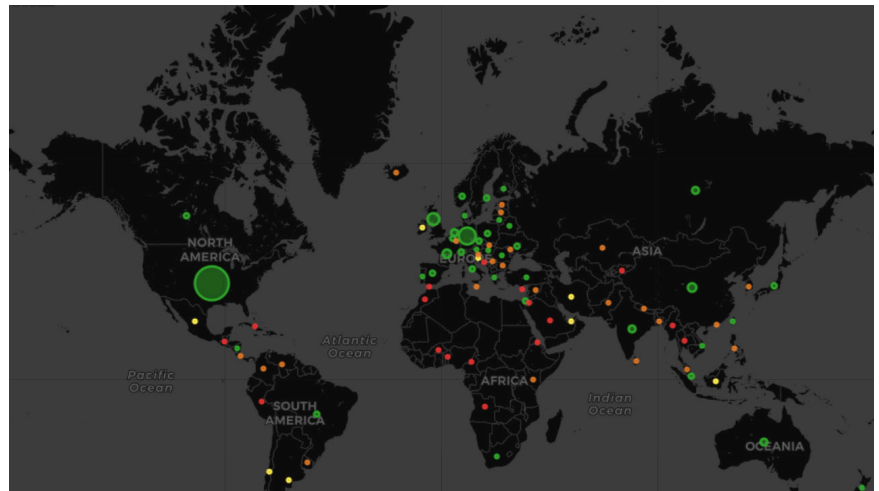 NORTH
AMERICA
EUROPE
ASIA
Atlantic
Ocean
Pacific
Ocean
AFRICA
SOUTH
AMERICA
Indian
Ocean
OCEANIA